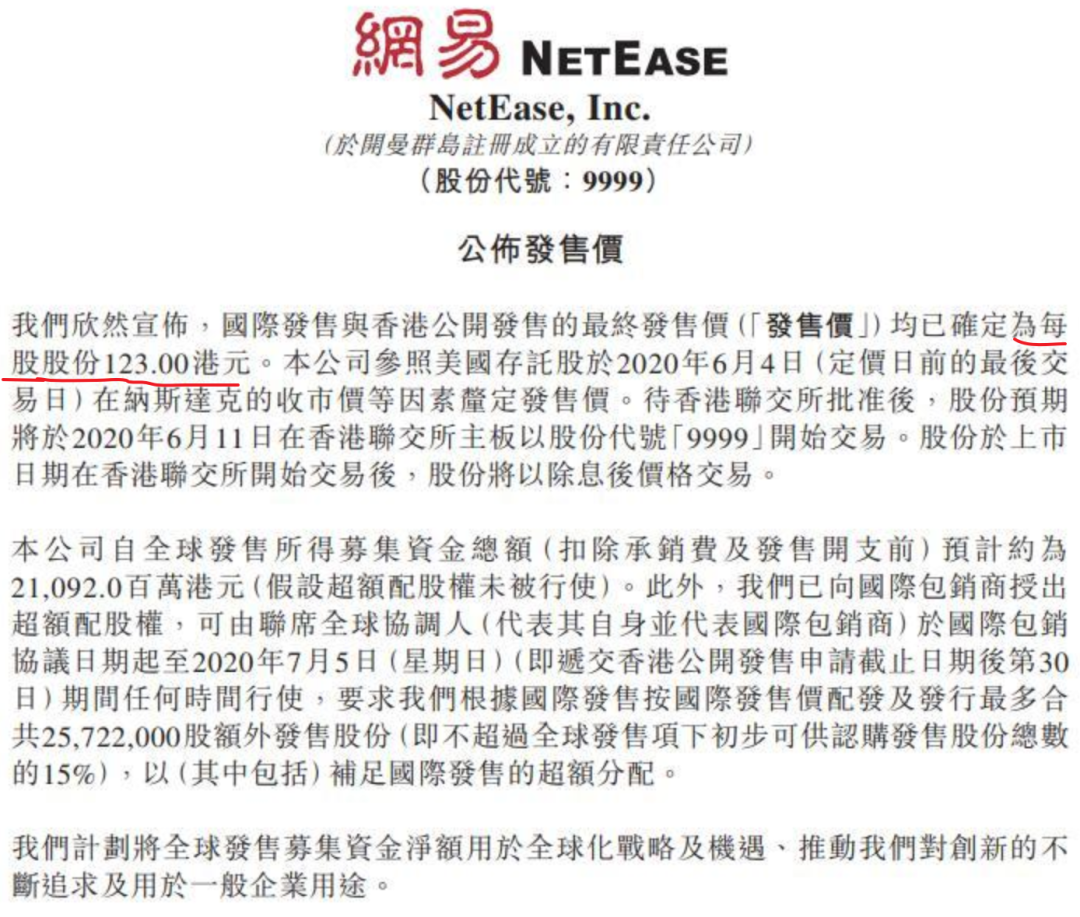 網易 NETEASE
NetEase, Inc.
(於開曼群島註冊成立的有限責任公司)
(股份代號：9999)
公佈發售價
我們欣然宣佈，國際發售與香港公開發售的最終發售價(「發售價」)均已確定為每
股股份123.00港元。本公司參照美國存託股於2020年6月4日(定價日前的最後交
易日)在納斯達克的收市價等因素釐定發售價。待香港聯交所批准後，股份預期
將於2020年6月11日在香港聯交所主板以股份代號「9999」開始交易。股份於上市
日期在香港聯交所開始交易後，股份將以除息後價格交易。
本公司自全球發售所得募集資金總額(扣除承銷費及發售開支前)預計約為
21,092.0百萬港元(假設超額配股權未被行使)。此外，我們已向國際包銷商授出
超額配股權，可由聯席全球協調人(代表其自身並代表國際包銷商)於國際包銷
協議日期起至2020年7月5日(星期日)(即遞交香港公開發售申請截止日期後第30
日)期間任何時間行使，要求我們根據國際發售按國際發售價配發及發行最多合
共25,722,000股額外發售股份(即不超過全球發售項下初步可供認購發售股份總數
的15%)，以(其中包括)補足國際發售的超額分配。
我們計劃將全球發售募集資金淨額用於全球化戰略及機遇、推動我們對創新的不
斷追求及用於一般企業用途。